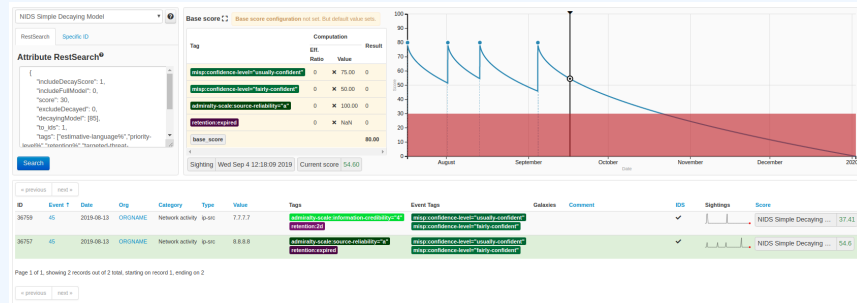 NIDS Simple Decaying Model
RestSearch Specific ID
Attribute RestSearch
{
"includeDecayScore": 1,
"includeFullModel": 0,
"score": 30,
"excludeDecayed": 0,
"decayingModel": [85],
"to_ids": 1,
"tags": ["estimative-language%","priority-
level%","retention%","targeted-threat-
Search
Base score Base score configuration not set. But default value sets.
Tag Computation Result
Eff. Ratio Value
misp:confidence-level="usually-confident" 0 × 75.00 0
misp:confidence-level="fairly-confident" 0 × 50.00 0
admiralty-scale:source-reliability="a" 0 × 100.00 0
retention:expired 0 × NaN 0
base_score 80.00
Sighting Wed Sep 4 12:18:09 2019 Current score 54.60
100
90
80
70
60
50
40
30
20
10
0
Score
August September October November December 2020
Date
« previous next »
ID Event ↑ Date Org Category Type Value Tags Event Tags Galaxies Comment IDS Sightings Score
36759 45 2019-08-13 ORGNAME Network activity ip-src 7.7.7.7 admiralty-scale:information-credibility="4" misp:confidence-level="usually-confident" ✔ NIDS Simple Decaying ... 37.41
retention:2d misp:confidence-level="fairly-confident"
36757 45 2019-08-13 ORGNAME Network activity ip-src 8.8.8.8 admiralty-scale:source-reliability="a" misp:confidence-level="usually-confident" ✔ NIDS Simple Decaying ... 54.6
retention:expired misp:confidence-level="fairly-confident"
Page 1 of 1, showing 2 records out of 2 total, starting on record 1, ending on 2
« previous next »